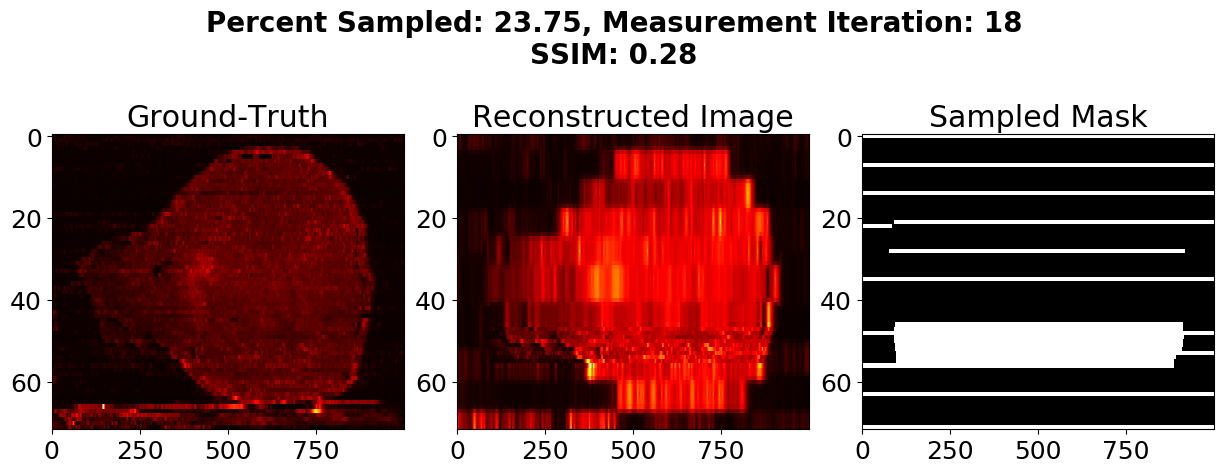 Percent Sampled: 23.75, Measurement Iteration: 18
SSIM: 0.28
Ground-Truth
Reconstructed Image
Sampled Mask
0
20
40
60
0 250 500 750
0
20
40
60
0 250 500 750
0
20
40
60
0 250 500 750